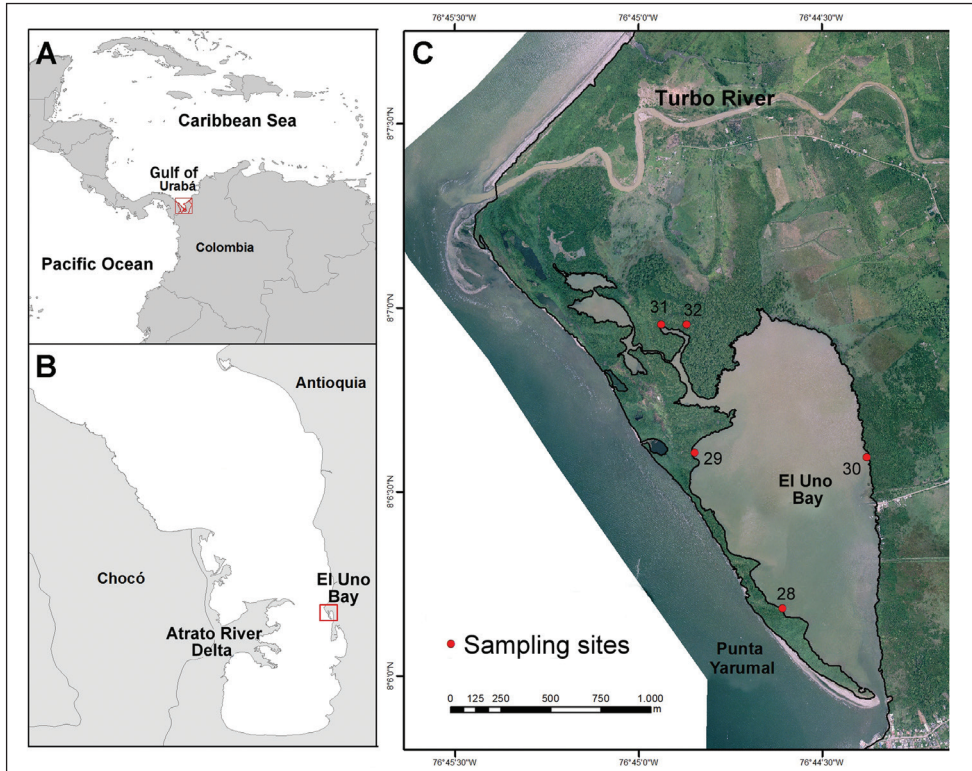 A
Caribbean Sea
Gulf of
Urabá
Colombia
Pacific Ocean
B
Antioquia
Chocó
El Uno
Bay
Atrato River
Delta
76°45'30"W
76°45'0"W
76°44'30"W
C
Turbo River
8°7'30"N
8°7'0"N
8°6'30"N
8°6'0"N
31
32
29
30
El Uno
Bay
28
Punta
Yarumal
Sampling sites
0 125 250 500 750 1.000
m
76°45'30"W
76°45'0"W
76°44'30"W